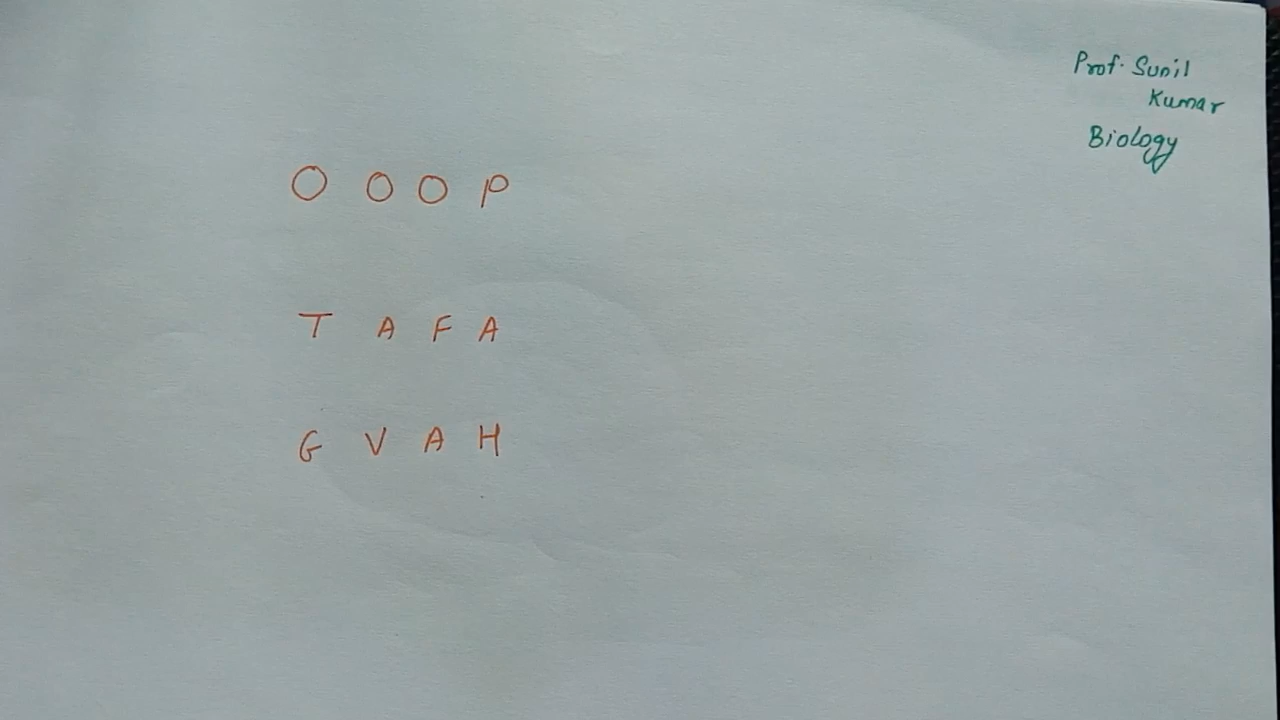 Prof. Sunil
Kumar
Biology
O O O P
T A F A
G V A H